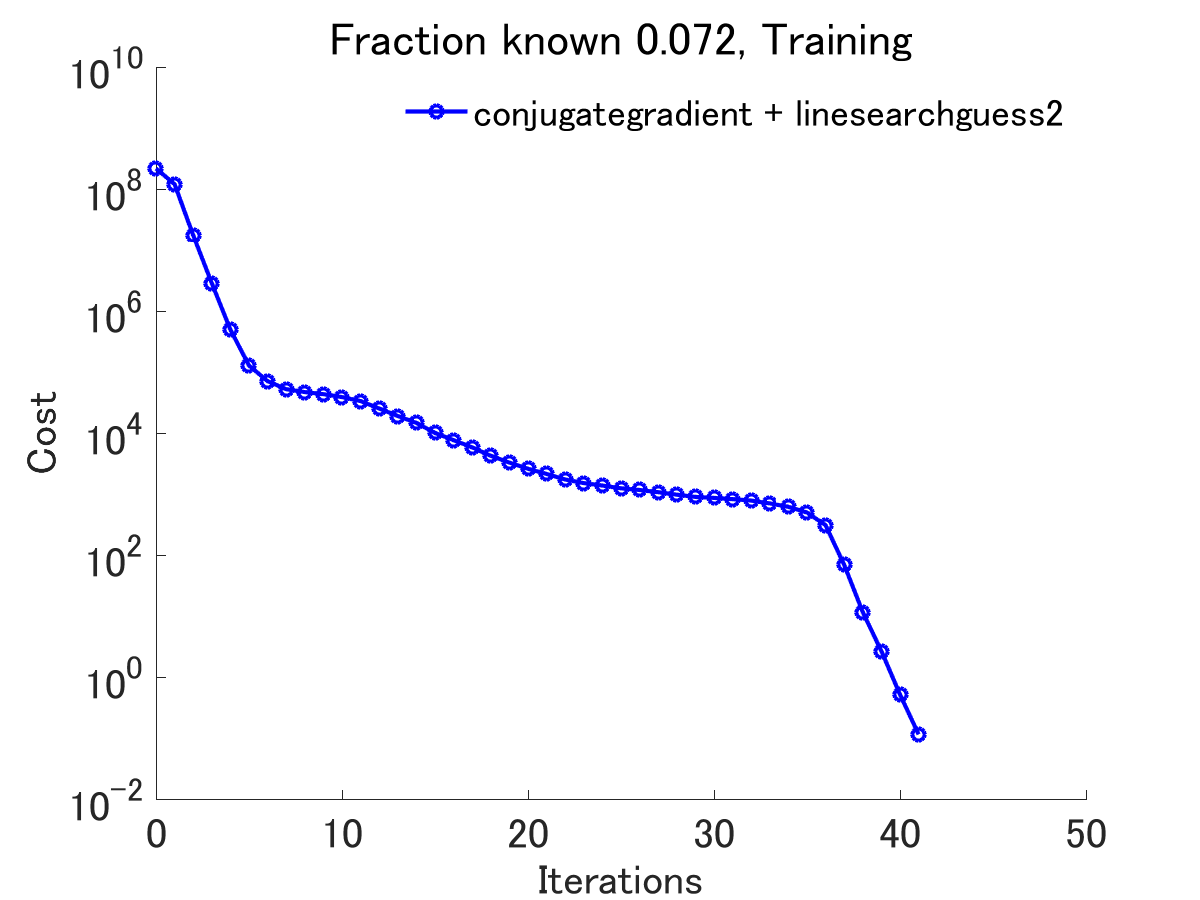 Fraction known 0.072, Training
conjugategradient + linesearchguess2
10^10
10^8
10^6
10^4
10^2
10^0
10^-2
Cost
0 10 20 30 40 50
Iterations